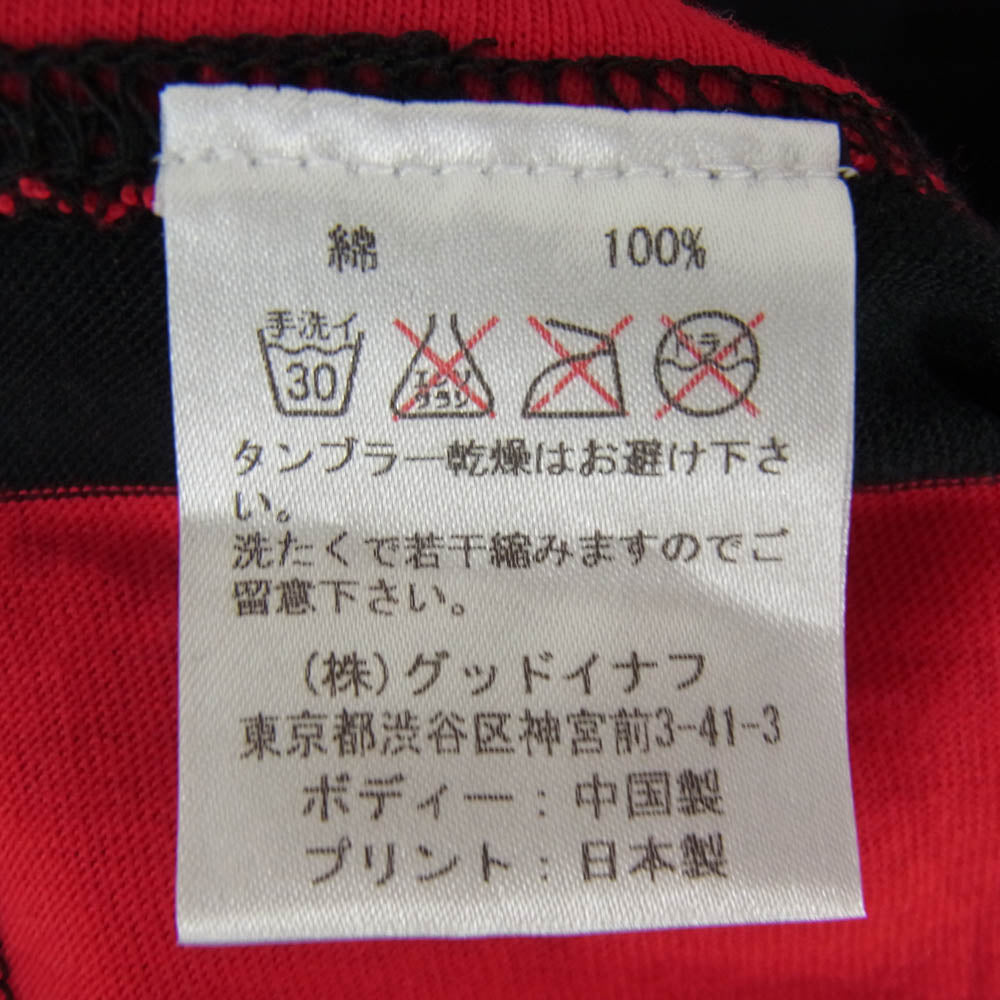 綿 100%
手洗イ
30
エンソ
クラン
ドライ
タンブラー乾燥はお避け下さ
い。
洗たくで若干縮みますのでご
留意下さい。
(株)グッドイナフ
東京都渋谷区神宮前3-41-3
ボディー：中国製
プリント：日本製